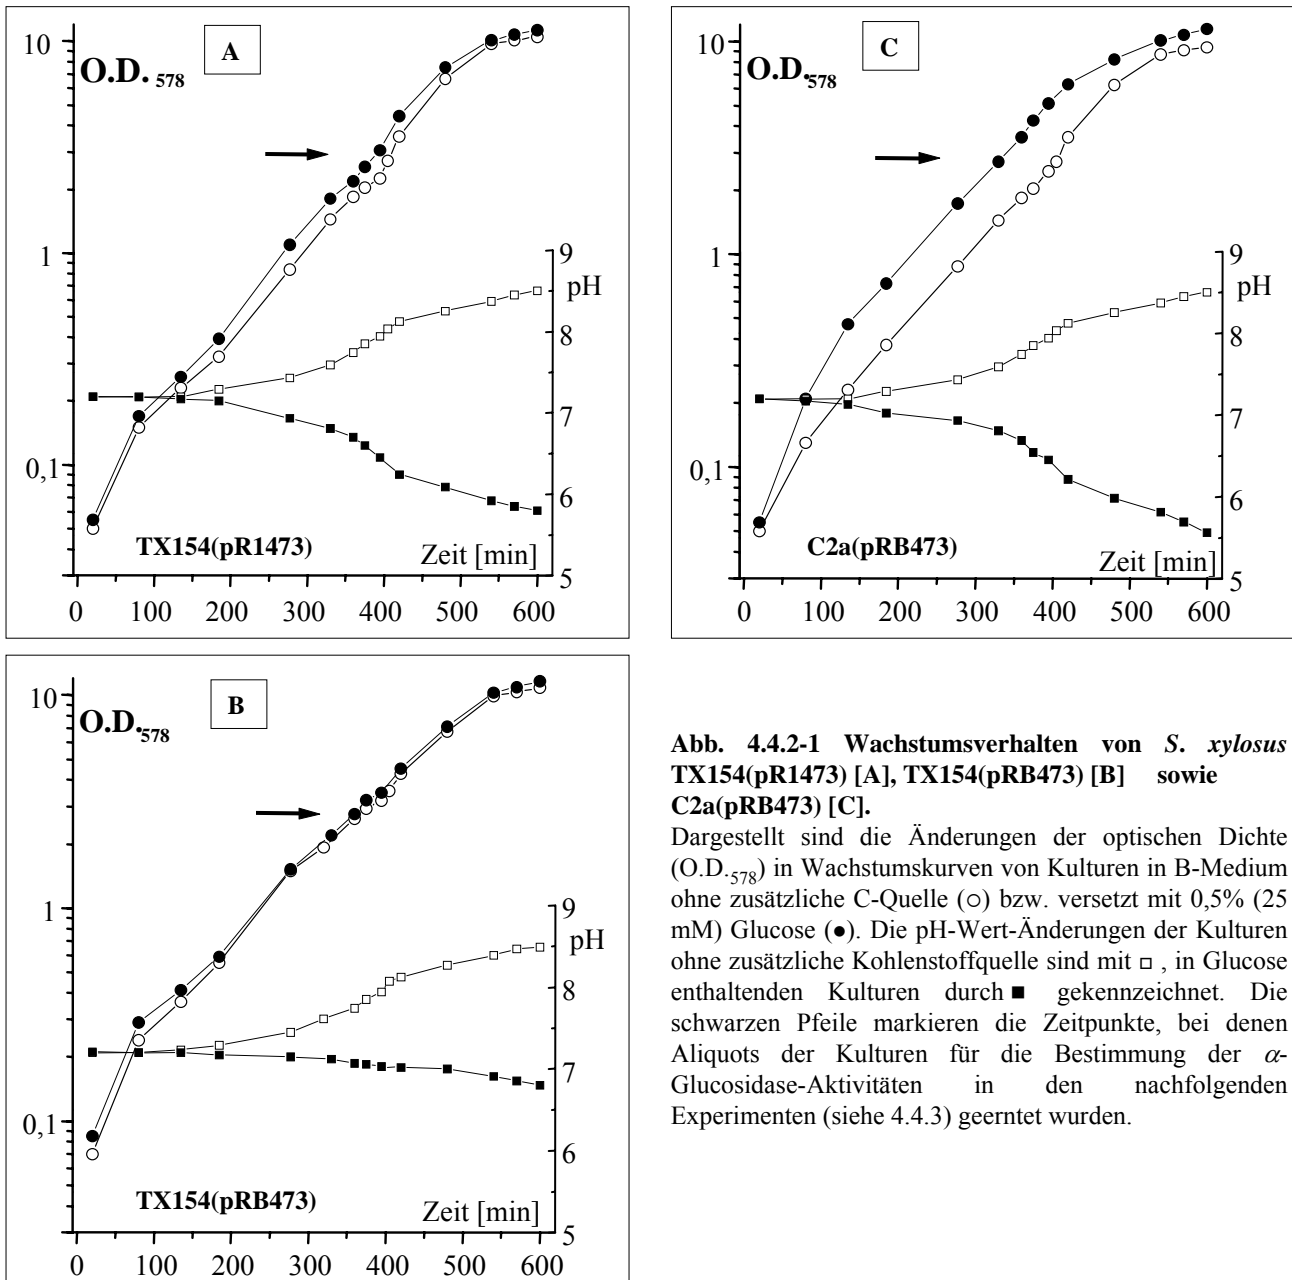 A
O.D.578
10
1
0,1
9
pH
8
7
6
5
TX154(pR1473)
Zeit [min]
0 100 200 300 400 500 600
C
O.D.578
10
1
0,1
9
pH
8
7
6
5
C2a(pRB473)
Zeit [min]
0 100 200 300 400 500 600
B
O.D.578
10
1
0,1
9
pH
8
7
6
5
TX154(pRB473)
Zeit [min]
0 100 200 300 400 500 600
Abb. 4.4.2-1 Wachstumsverhalten von S. xylosus
TX154(pR1473) [A], TX154(pRB473) [B] sowie
C2a(pRB473) [C].
Dargestellt sind die Änderungen der optischen Dichte
(O.D.578) in Wachstumskurven von Kulturen in B-Medium
ohne zusätzliche C-Quelle (○) bzw. versetzt mit 0,5% (25
mM) Glucose (●). Die pH-Wert-Änderungen der Kulturen
ohne zusätzliche Kohlenstoffquelle sind mit □ , in Glucose
enthaltenden Kulturen durch ■ gekennzeichnet. Die
schwarzen Pfeile markieren die Zeitpunkte, bei denen
Aliquots der Kulturen für die Bestimmung der α-
Glucosidase-Aktivitäten in den nachfolgenden
Experimenten (siehe 4.4.3) geerntet wurden.